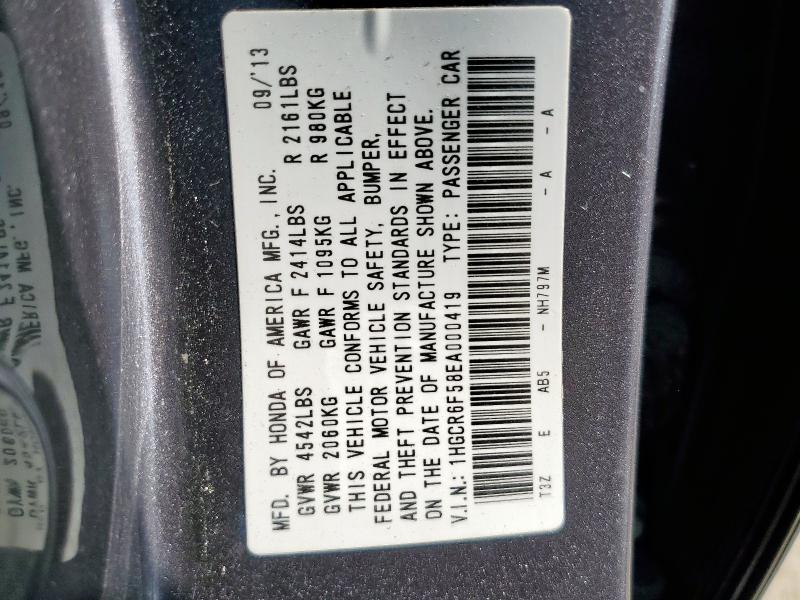 MFD. BY HONDA OF AMERICA MFG., INC. 09/'13
GVWR 4542LBS GAWR F 2414LBS R 2161LBS
GVWR 2060KG GAWR F 1095KG R 980KG
THIS VEHICLE CONFORMS TO ALL APPLICABLE
FEDERAL MOTOR VEHICLE SAFETY, BUMPER,
AND THEFT PREVENTION STANDARDS IN EFFECT
ON THE DATE OF MANUFACTURE SHOWN ABOVE.
V.I.N.: 1HGCR6F58EA000419 TYPE: PASSENGER CAR
T3Z E AB5 - NH797M - A - A